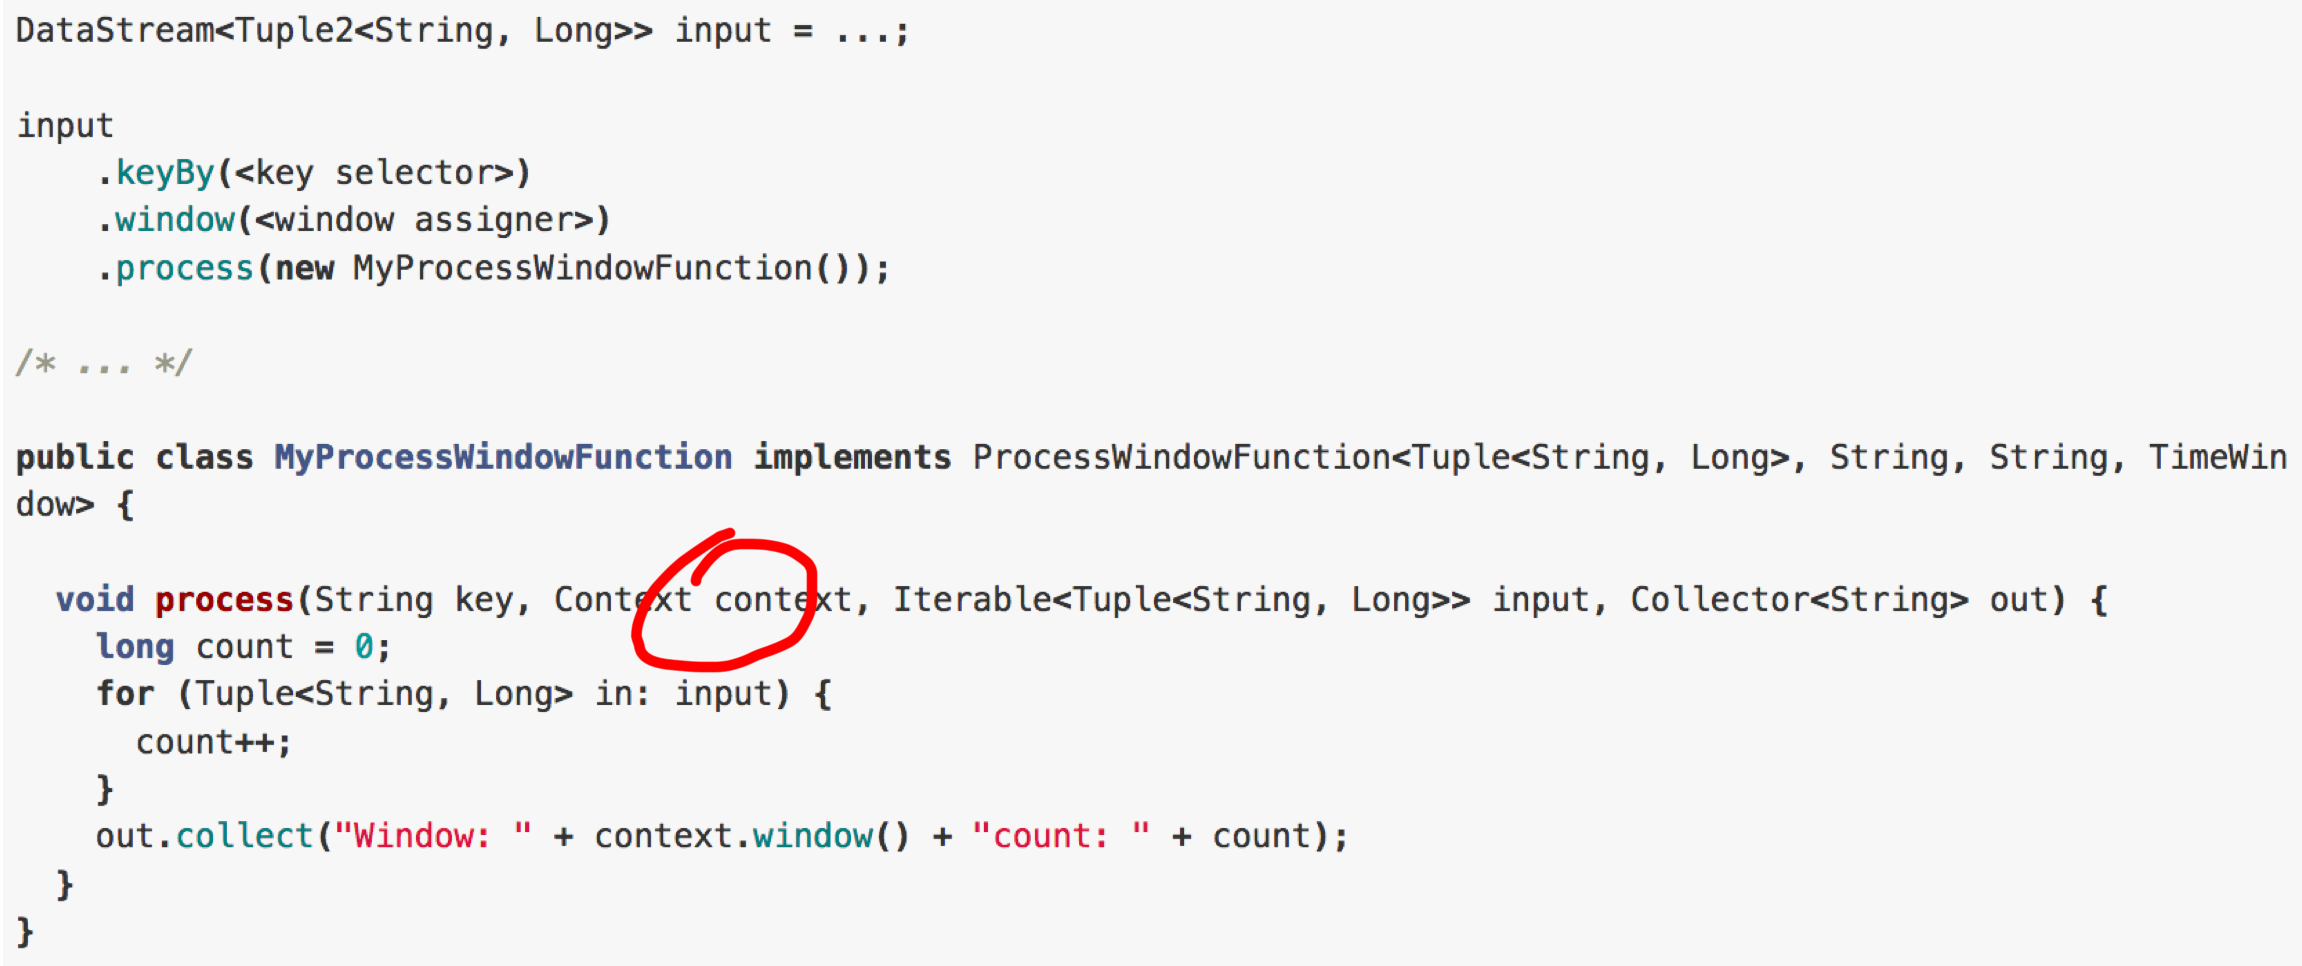 DataStream<Tuple2<String, Long>> input = ...;
input
.keyBy(<key selector>)
.window(<window assigner>)
.process(new MyProcessWindowFunction());
/* ... */
public class MyProcessWindowFunction implements ProcessWindowFunction<Tuple<String, Long>, String, String, TimeWin
dow> {
void process(String key, Context context, Iterable<Tuple<String, Long>> input, Collector<String> out) {
long count = 0;
for (Tuple<String, Long> in: input) {
count++;
}
out.collect("Window: " + context.window() + "count: " + count);
}
}